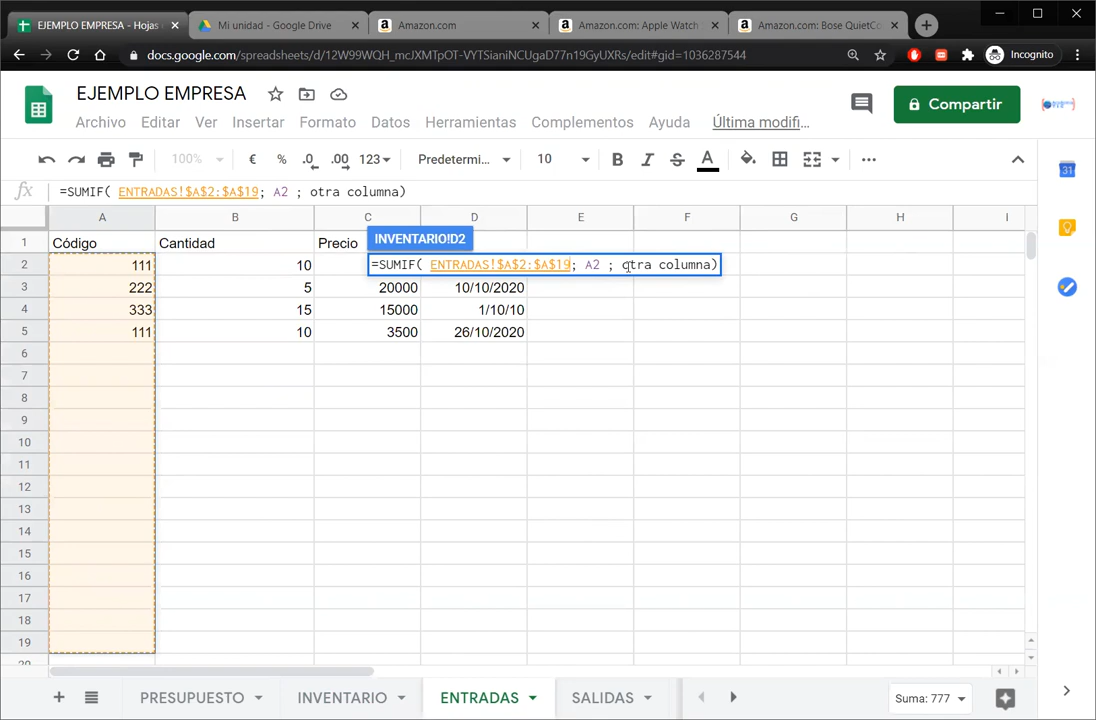 EJEMPLO EMPRESA - Hojas
Mi unidad - Google Drive
Amazon.com
Amazon.com: Apple Watch
Amazon.com: Bose QuietCo
docs.google.com/spreadsheets/d/12W99WQH_mcJXMTpOT-VYTSianiNCUgaD77n19GyUXRs/edit#gid=1036287544
Incognito
EJEMPLO EMPRESA
Compartir
Archivo Editar Ver Insertar Formato Datos Herramientas Complementos Ayuda Última modifi...
100% € % .0 .00 123 Predetermi... 10 B I S A
fx =SUMIF( ENTRADAS!$A$2:$A$19; A2 ; otra columna)
A B C D E F G H I
1 Código Cantidad Precio
INVENTARIO!D2
2 111 10 =SUMIF( ENTRADAS!$A$2:$A$19; A2 ; otra columna)
3 222 5 20000 10/10/2020
4 333 15 15000 1/10/10
5 111 10 3500 26/10/2020
6
7
8
9
10
11
12
13
14
15
16
17
18
19
20
PRESUPUESTO INVENTARIO ENTRADAS SALIDAS
Suma: 777
31